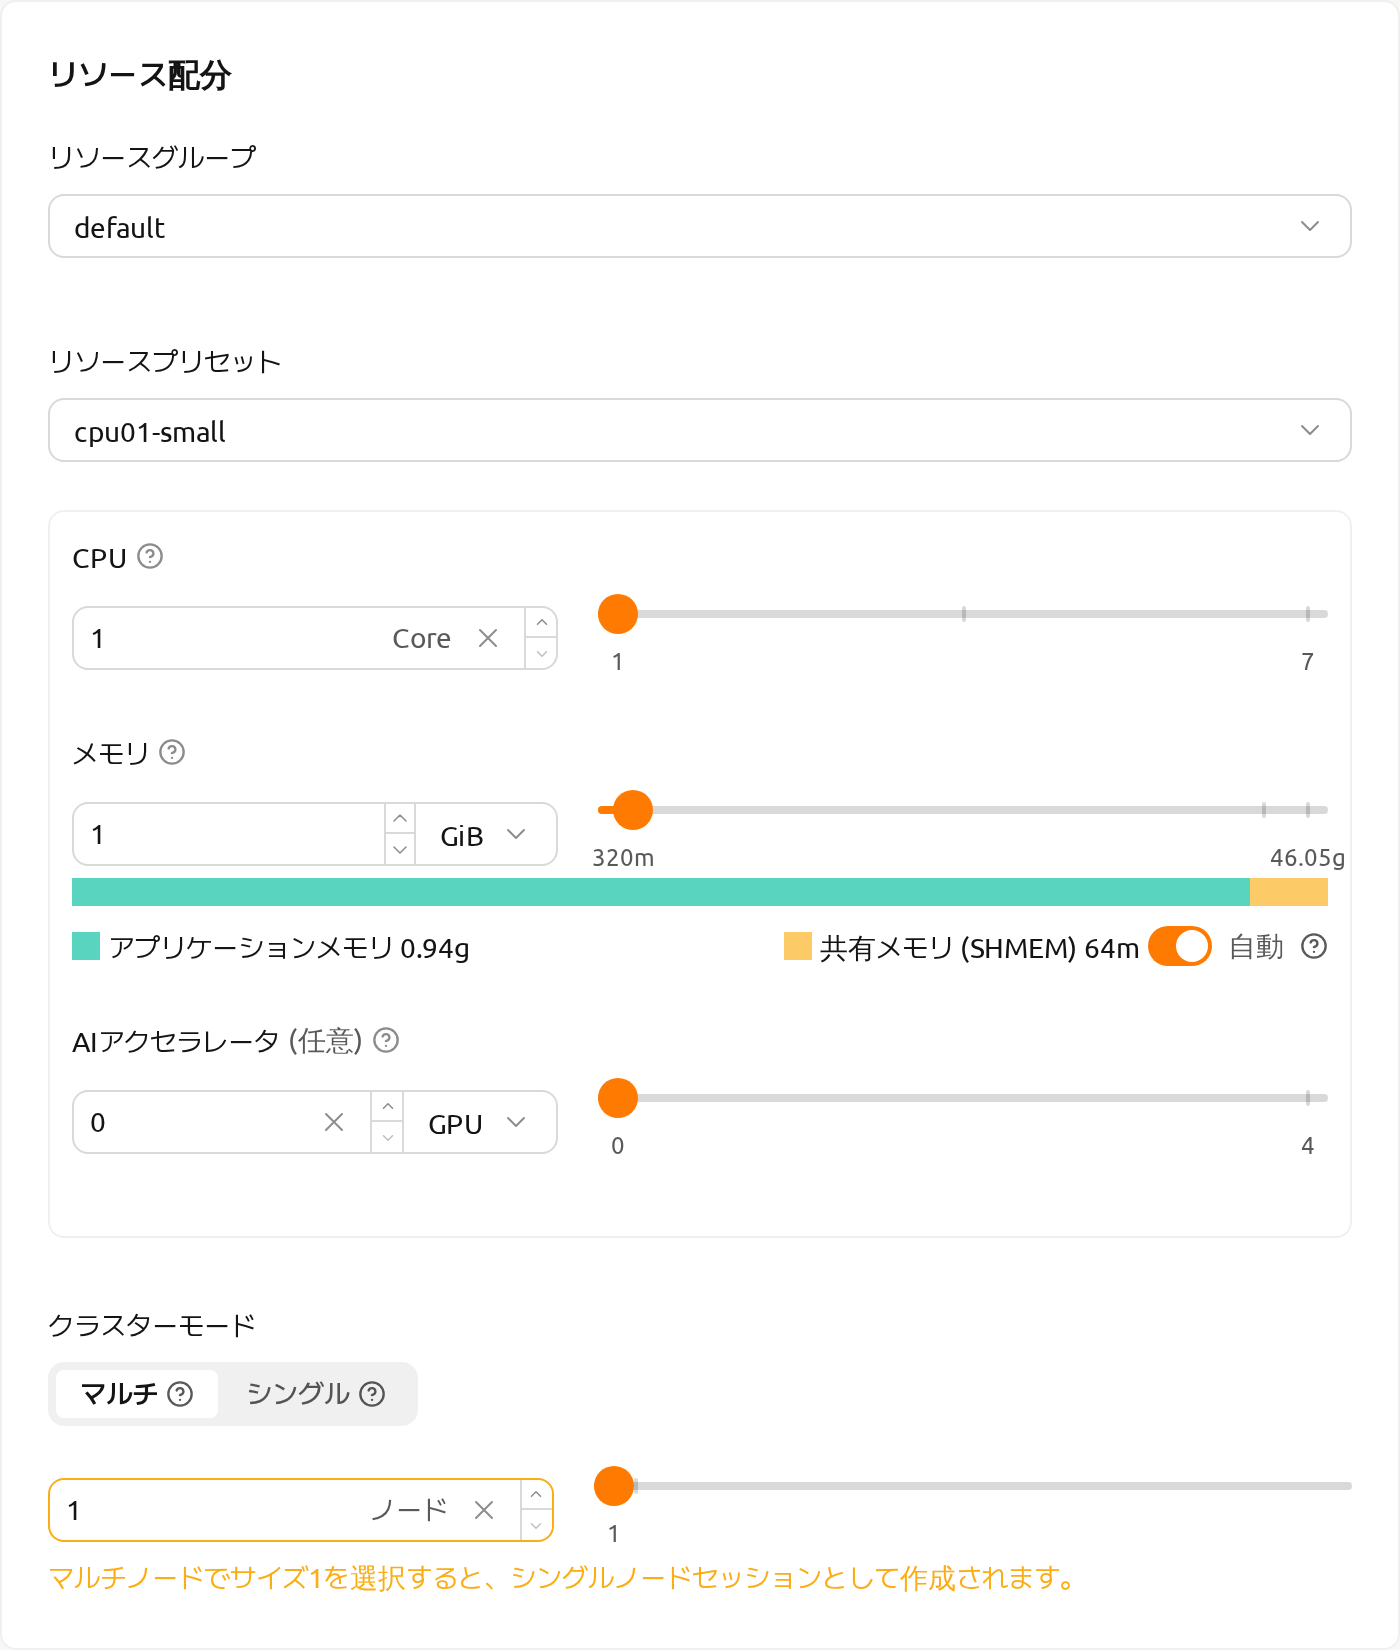 リソース配分
リソースグループ
default
リソースプリセット
cpu01-small
CPU
1 Core
1 7
メモリ
1 GiB
320m 46.05g
アプリケーションメモリ 0.94g 共有メモリ (SHMEM) 64m 自動
AIアクセラレータ (任意)
0 GPU
0 4
クラスターモード
マルチ シングル
1 ノード
1
マルチノードでサイズ1を選択すると、シングルノードセッションとして作成されます。